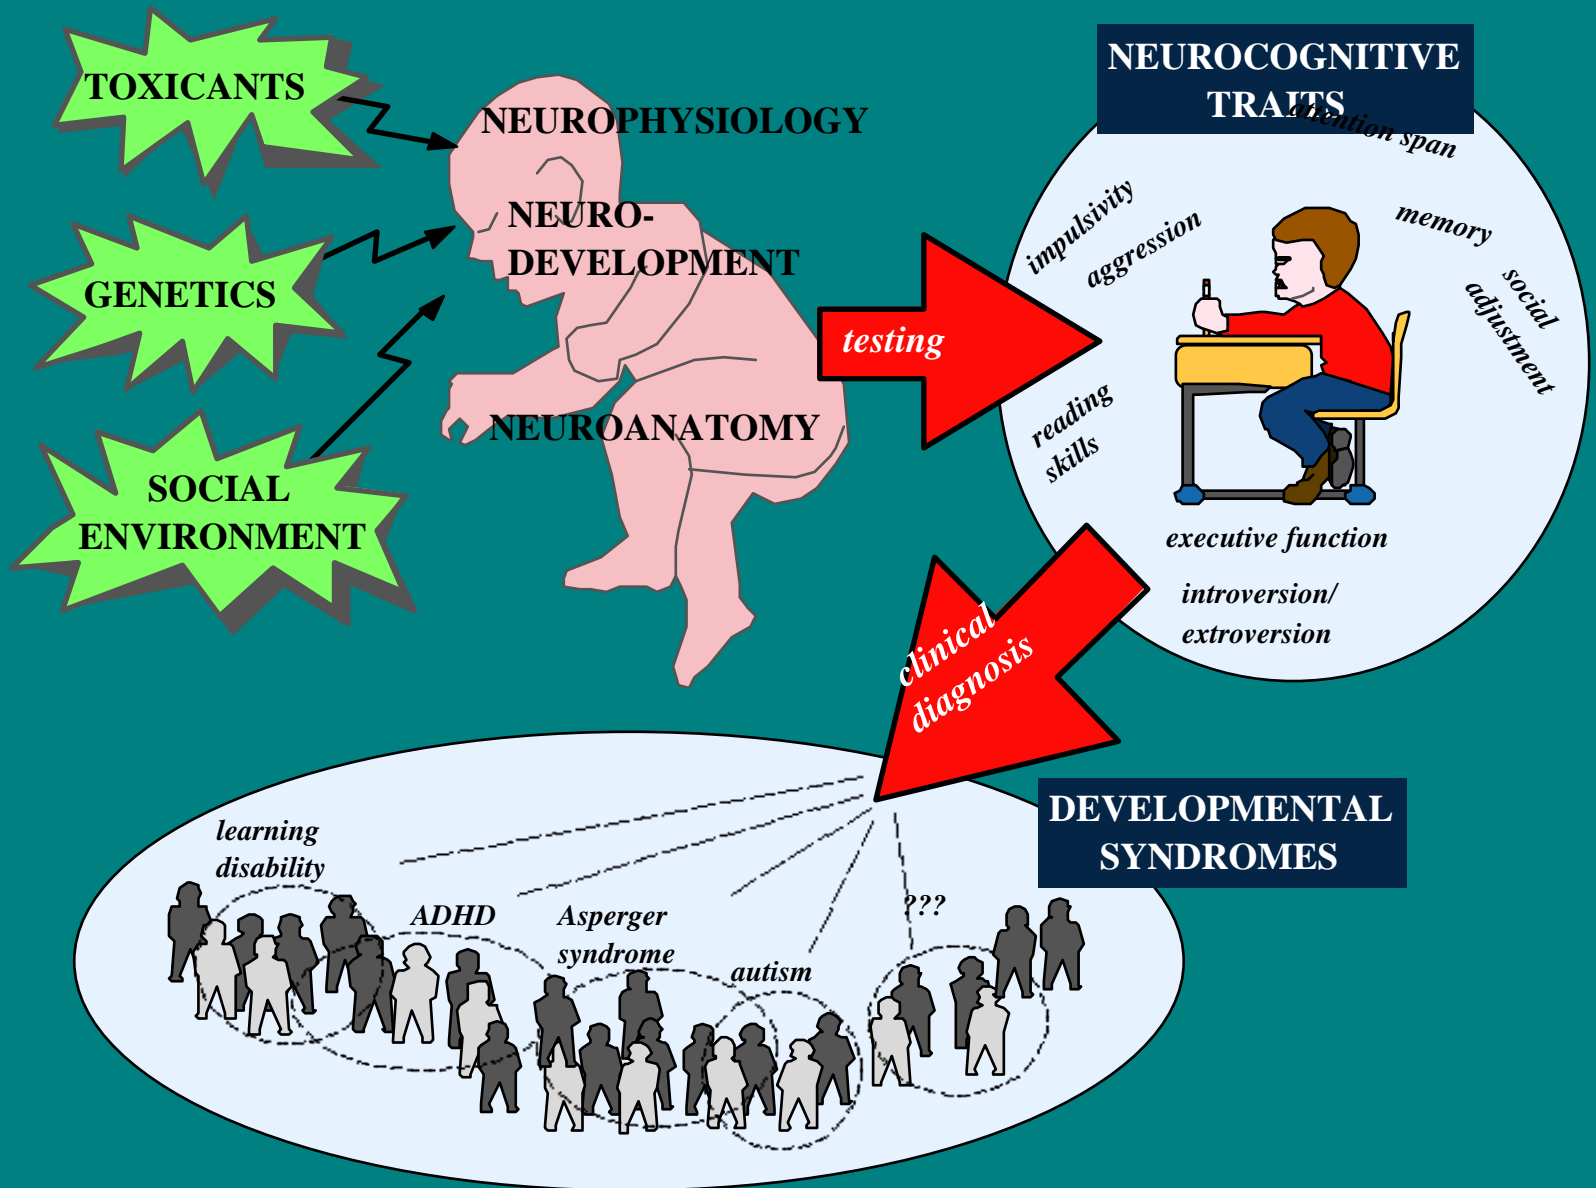 TOXICANTS
GENETICS
SOCIAL
ENVIRONMENT
NEUROPHYSIOLOGY
NEURO-
DEVELOPMENT
NEUROANATOMY
testing
NEUROCOGNITIVE
TRAITS
attention span
impulsivity
aggression
memory
social
adjustment
reading
skills
executive function
introversion/
extroversion
clinical
diagnosis
DEVELOPMENTAL
SYNDROMES
learning
disability
ADHD
Asperger
syndrome
autism
???